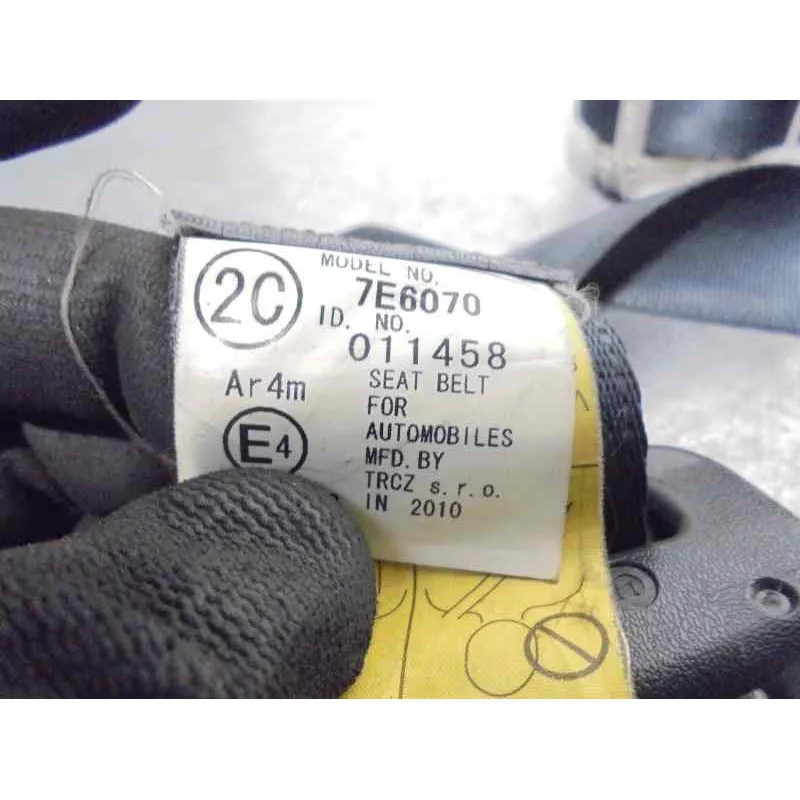 2C
MODEL NO.
7E6070
ID. NO.
011458
Ar4m
SEAT BELT
FOR
AUTOMOBILES
MFD. BY
TRCZ s.r.o.
IN 2010
E4